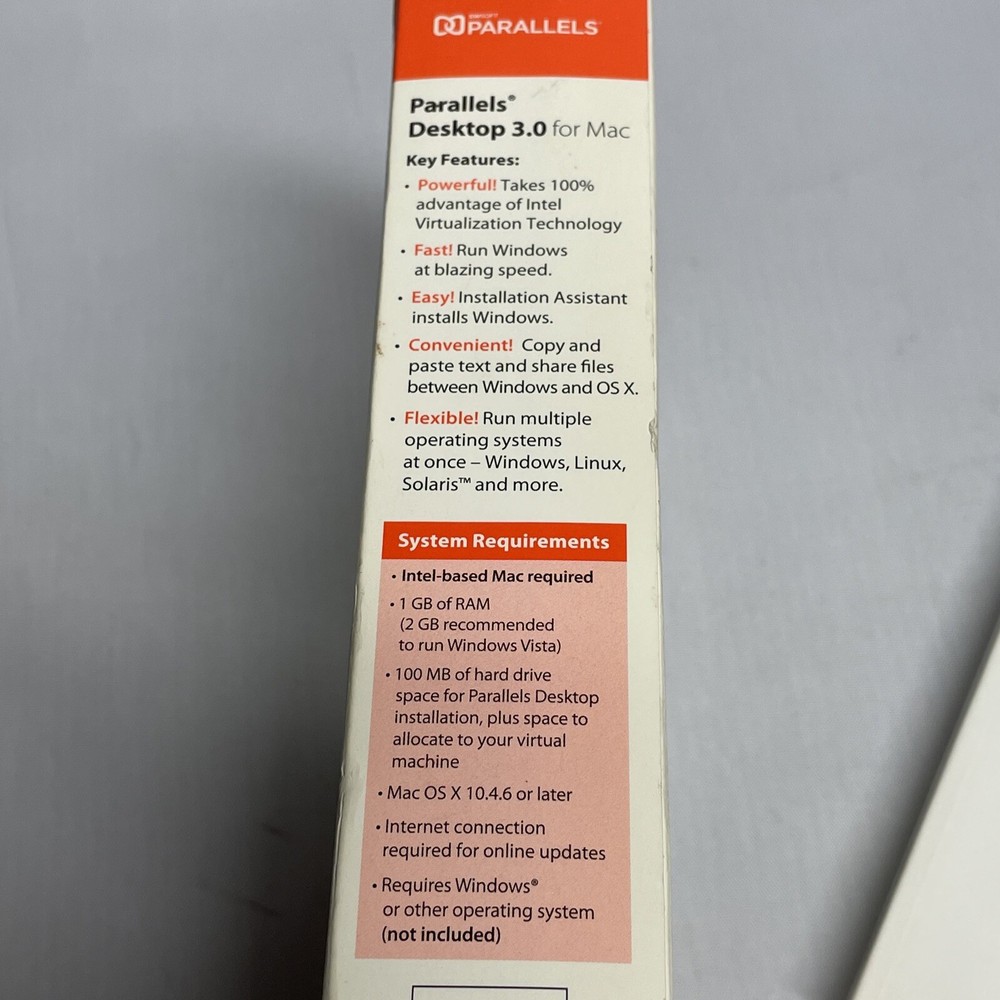 PARALLELS
Parallels®
Desktop 3.0 for Mac
Key Features:
• Powerful! Takes 100%
advantage of Intel
Virtualization Technology
• Fast! Run Windows
at blazing speed.
• Easy! Installation Assistant
installs Windows.
• Convenient! Copy and
paste text and share files
between Windows and OS X.
• Flexible! Run multiple
operating systems
at once – Windows, Linux,
Solaris™ and more.
System Requirements
• Intel-based Mac required
• 1 GB of RAM
(2 GB recommended
to run Windows Vista)
• 100 MB of hard drive
space for Parallels Desktop
installation, plus space to
allocate to your virtual
machine
• Mac OS X 10.4.6 or later
• Internet connection
required for online updates
• Requires Windows®
or other operating system
(not included)